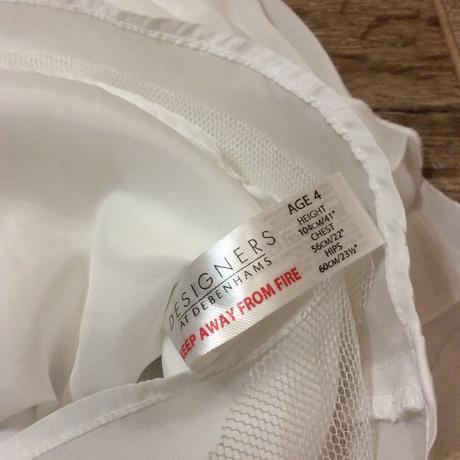 DESIGNERS
AT DEBENHAMS
KEEP AWAY FROM FIRE
AGE 4
HEIGHT
104CM/41"
CHEST
56CM/22"
HIPS
60CM/23½"